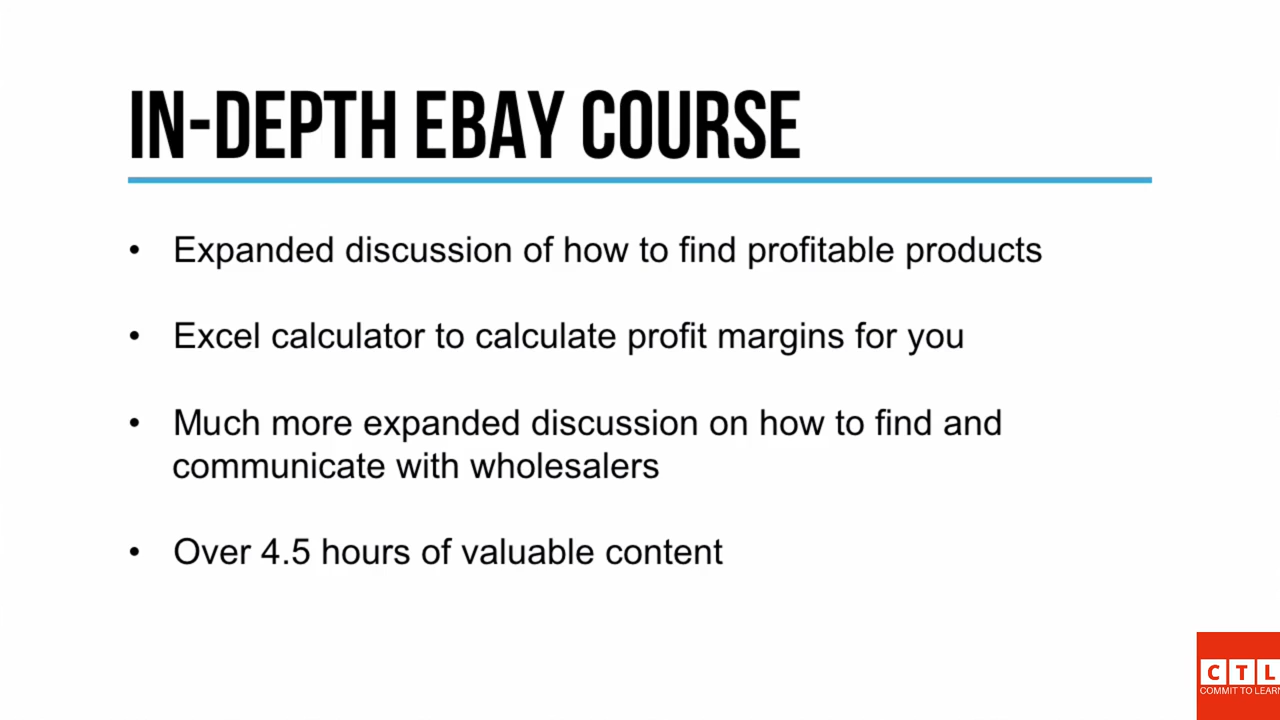 IN-DEPTH EBAY COURSE
• Expanded discussion of how to find profitable products
• Excel calculator to calculate profit margins for you
• Much more expanded discussion on how to find and
communicate with wholesalers
• Over 4.5 hours of valuable content
CTL
COMMIT TO LEARN